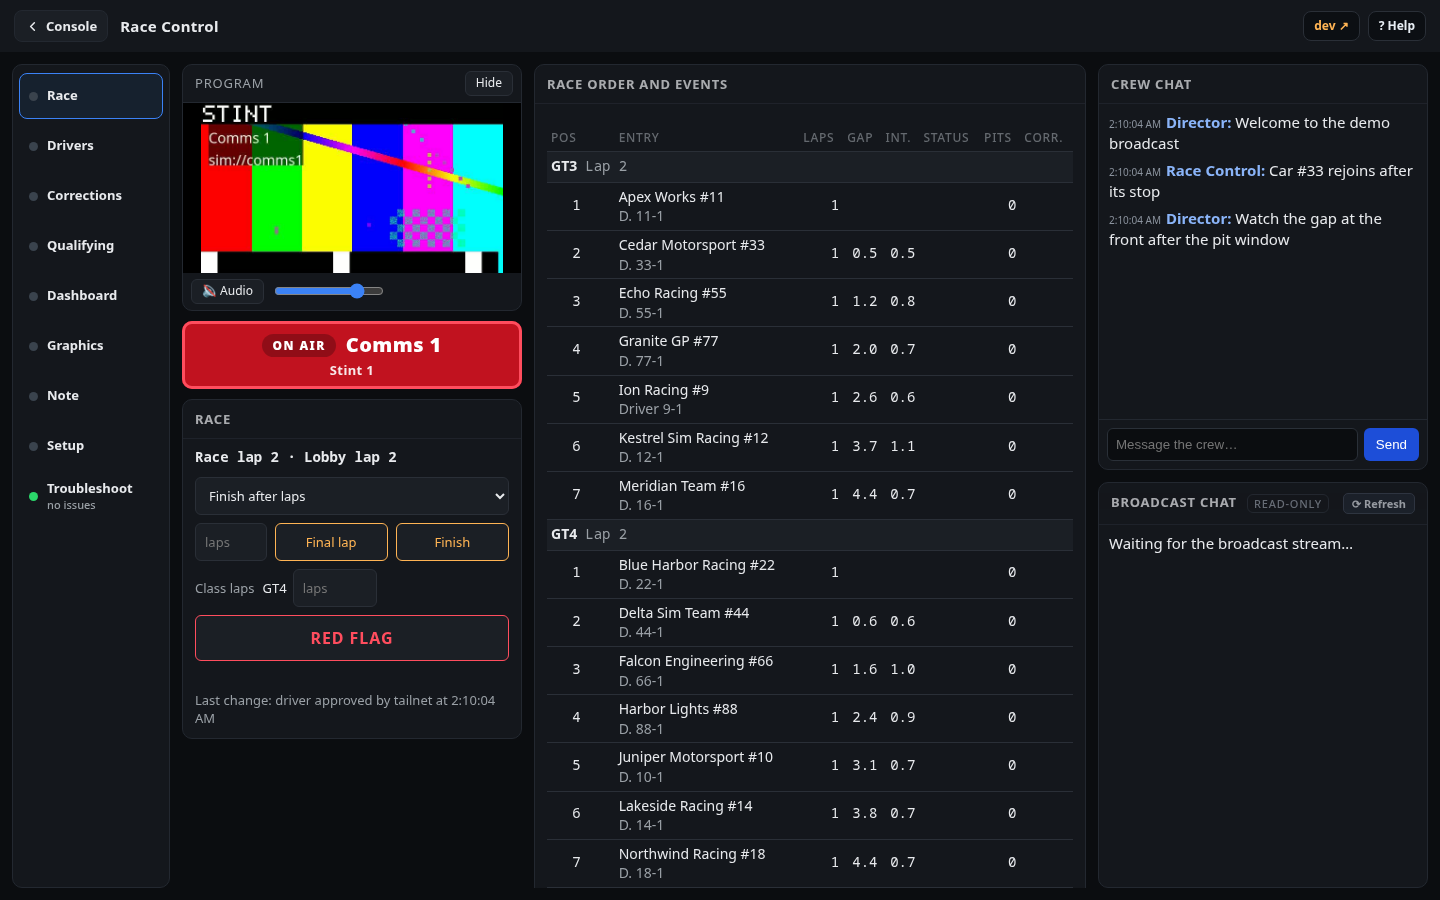 Console
Race Control
dev ↗
? Help
Race
Drivers
Corrections
Qualifying
Dashboard
Graphics
Note
Setup
Troubleshoot
no issues
PROGRAM
Hide
STINT
Comms 1
sim://comms1
Audio
ON AIR Comms 1
Stint 1
RACE
Race lap 2 · Lobby lap 2
Finish after laps
laps
Final lap
Finish
Class laps GT4 laps
RED FLAG
Last change: driver approved by tailnet at 2:10:04
AM
RACE ORDER AND EVENTS
POS ENTRY LAPS GAP INT. STATUS PITS CORR.
GT3 Lap 2
1 Apex Works #11 1 0
D. 11-1
2 Cedar Motorsport #33 1 0.5 0.5 0
D. 33-1
3 Echo Racing #55 1 1.2 0.8 0
D. 55-1
4 Granite GP #77 1 2.0 0.7 0
D. 77-1
5 Ion Racing #9 1 2.6 0.6 0
Driver 9-1
6 Kestrel Sim Racing #12 1 3.7 1.1 0
D. 12-1
7 Meridian Team #16 1 4.4 0.7 0
D. 16-1
GT4 Lap 2
1 Blue Harbor Racing #22 1 0
D. 22-1
2 Delta Sim Team #44 1 0.6 0.6 0
D. 44-1
3 Falcon Engineering #66 1 1.6 1.0 0
D. 66-1
4 Harbor Lights #88 1 2.4 0.9 0
D. 88-1
5 Juniper Motorsport #10 1 3.1 0.7 0
D. 10-1
6 Lakeside Racing #14 1 3.8 0.7 0
D. 14-1
7 Northwind Racing #18 1 4.4 0.7 0
D. 18-1
CREW CHAT
2:10:04 AM Director: Welcome to the demo
broadcast
2:10:04 AM Race Control: Car #33 rejoins after
its stop
2:10:04 AM Director: Watch the gap at the
front after the pit window
Message the crew…
Send
BROADCAST CHAT READ-ONLY ⟳ Refresh
Waiting for the broadcast stream…